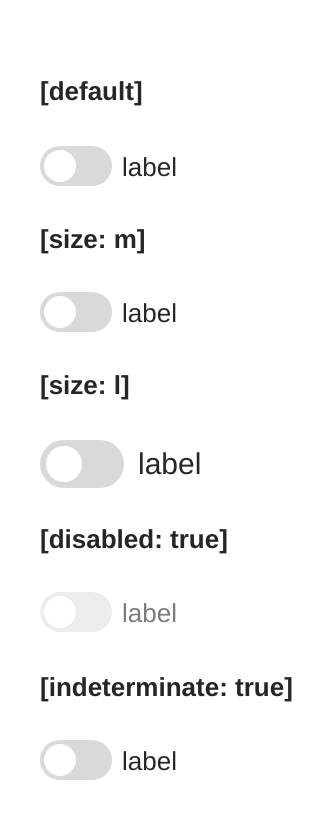 [default]
label
[size: m]
label
[size: l]
label
[disabled: true]
label
[indeterminate: true]
label